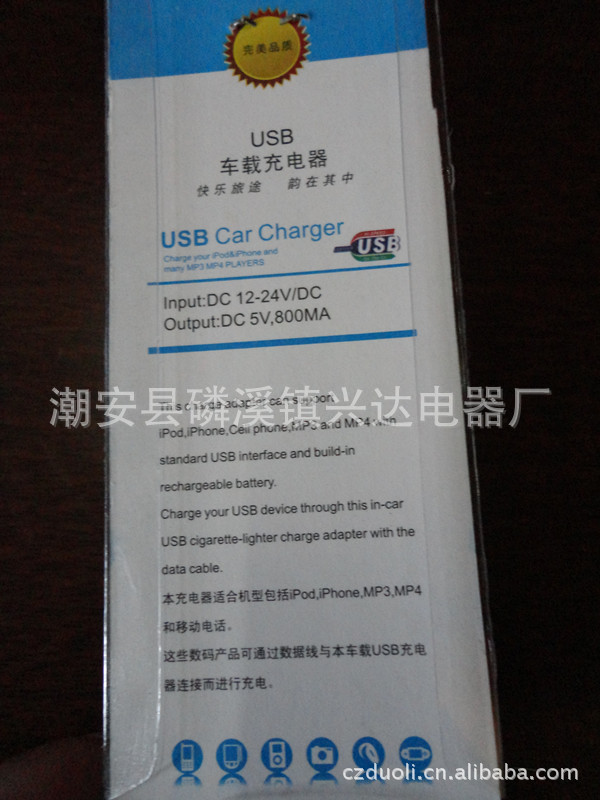 完美品质
USB
车载充电器
快乐旅途 韵在其中
USB Car Charger
Charge your iPod&iPhone and
many MP3 MP4 PLAYERS
USB
Input:DC 12-24V/DC
Output:DC 5V,800MA
潮安县磷溪镇兴达电器厂
This charge adapter can support
iPod,iPhone,Cell phone,MP3 and MP4 with
standard USB interface and build-in
rechargeable battery.
Charge your USB device through this in-car
USB cigarette-lighter charge adapter with the
data cable.
本充电器适合机型包括iPod,iPhone,MP3,MP4
和移动电话。
这些数码产品可通过数据线与本车载USB充电
器连接而进行充电。
czduoli.cn.alibaba.com